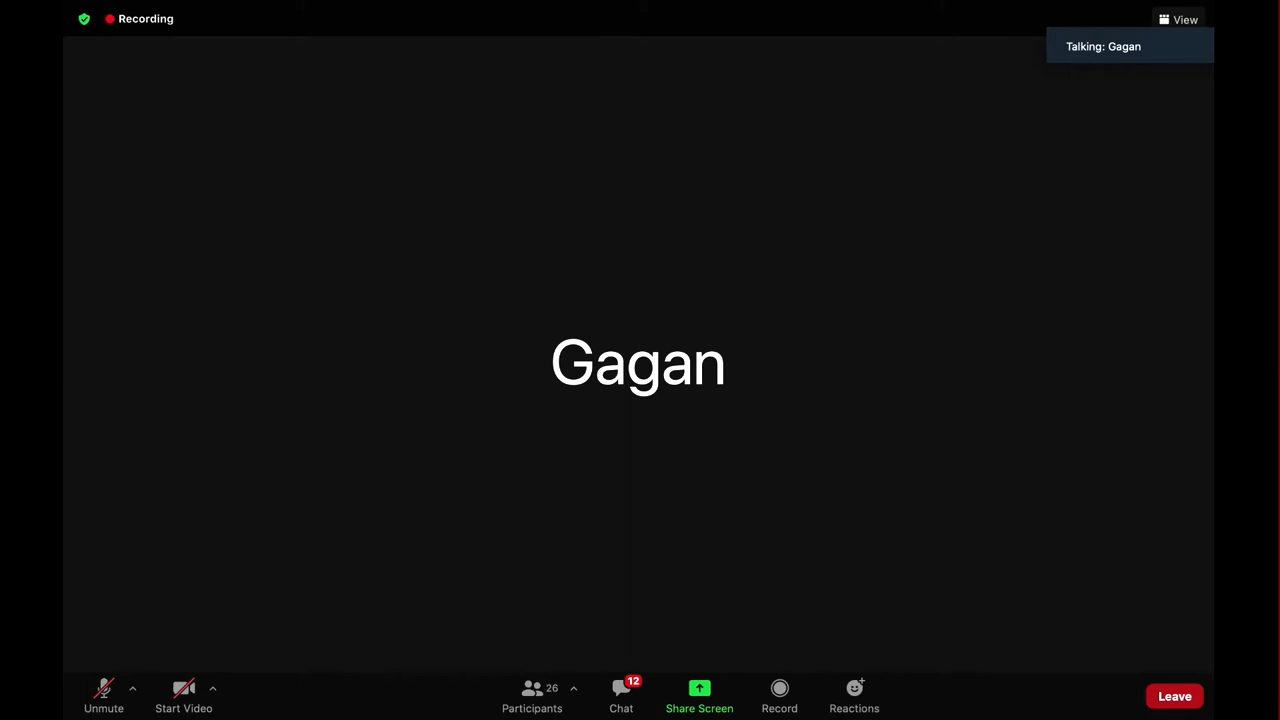 Recording
View
Talking: Gagan
Gagan
Unmute
Start Video
26
Participants
12
Chat
Share Screen
Record
Reactions
Leave